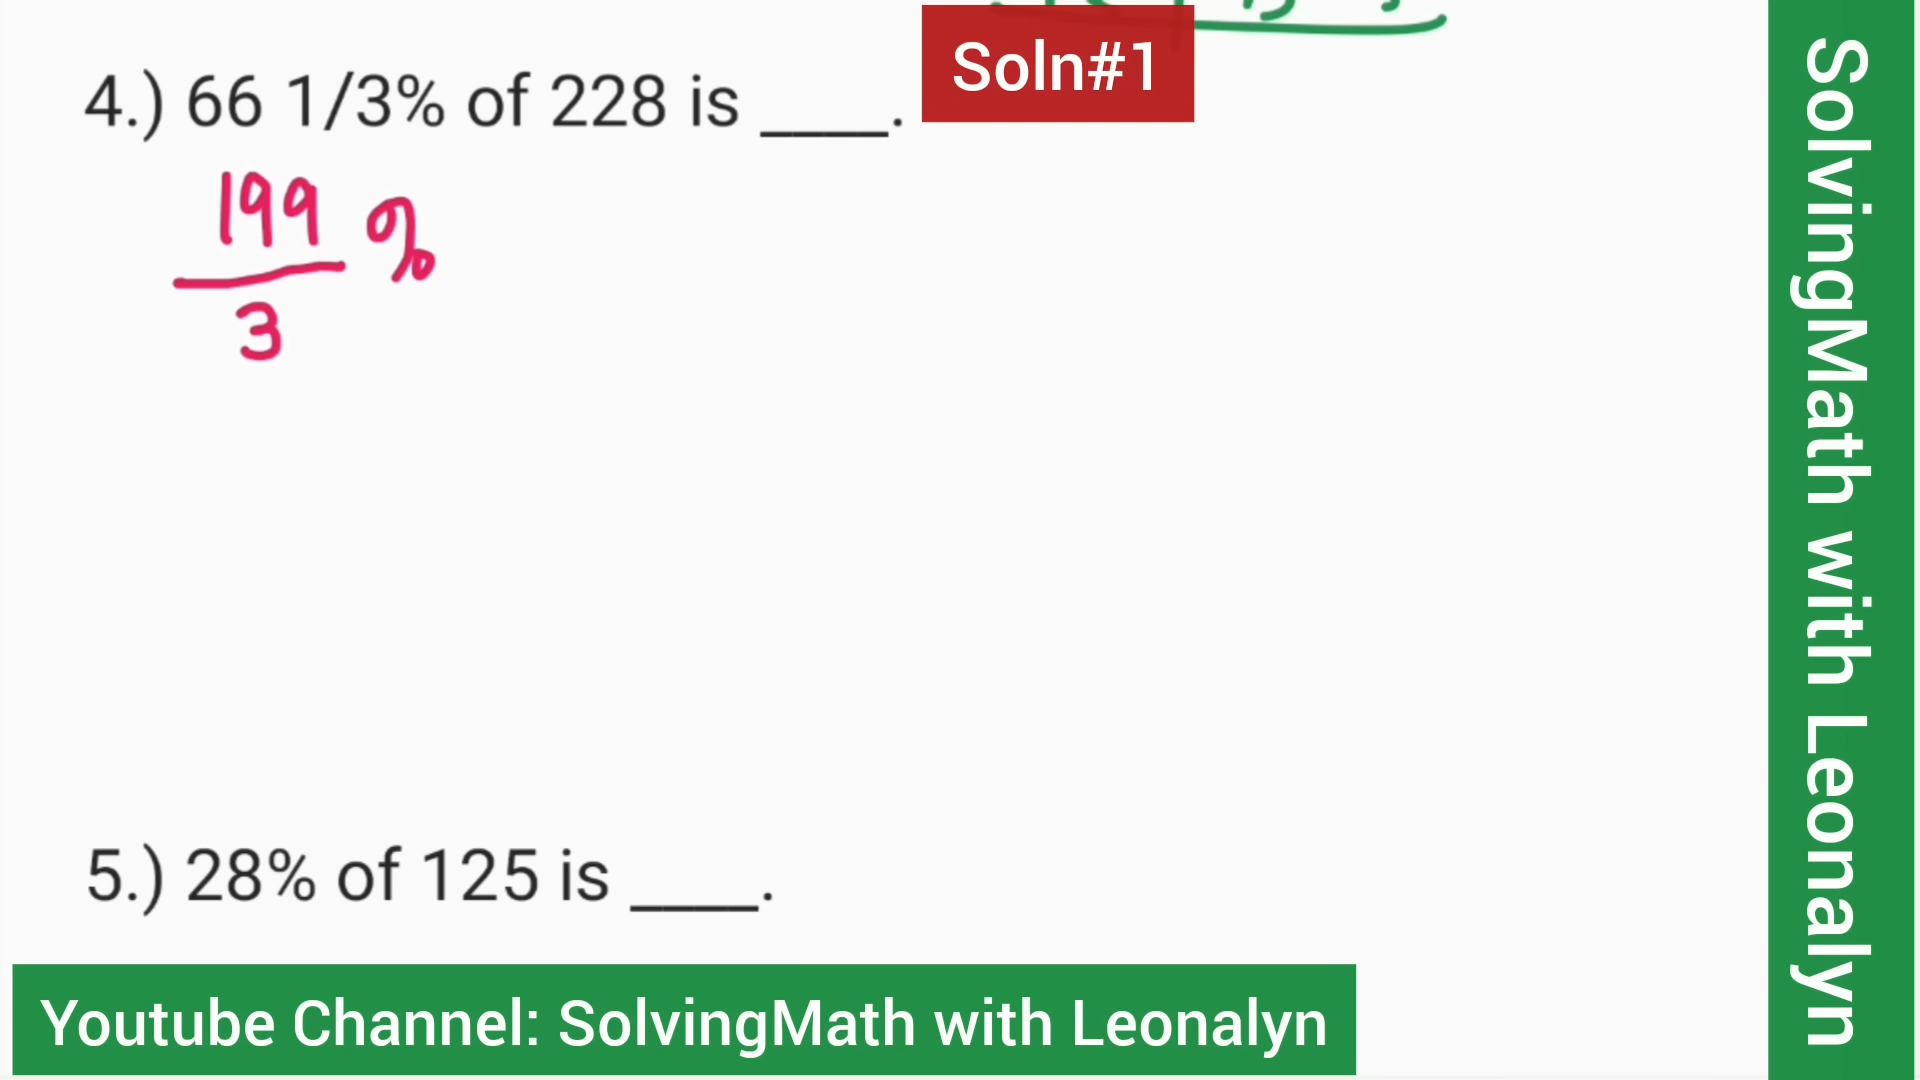 Soln#1
4.) 66 1/3% of 228 is ____.
199
3
%
5.) 28% of 125 is ____.
Youtube Channel: SolvingMath with Leonalyn
SolvingMath with Leonalyn